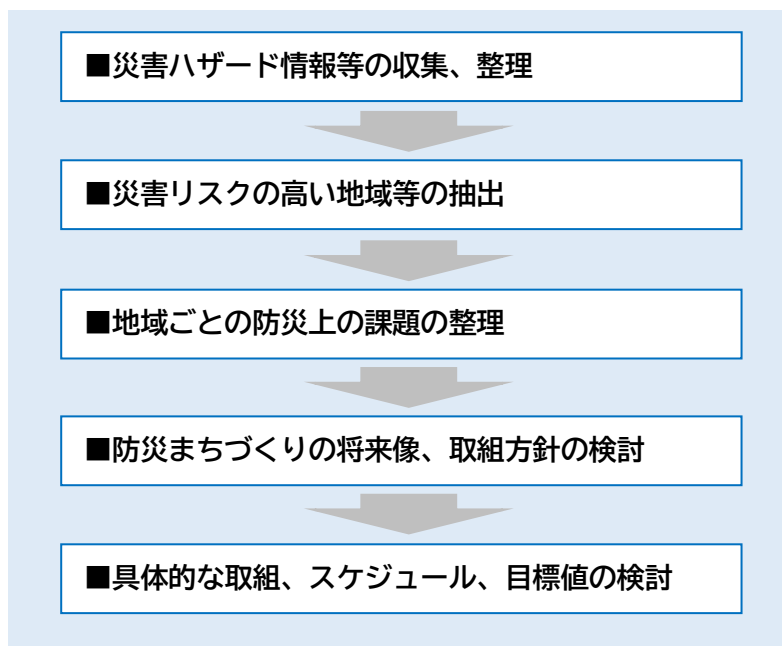 ■災害ハザード情報等の収集、整理
■災害リスクの高い地域等の抽出
■地域ごとの防災上の課題の整理
■防災まちづくりの将来像、取組方針の検討
■具体的な取組、スケジュール、目標値の検討